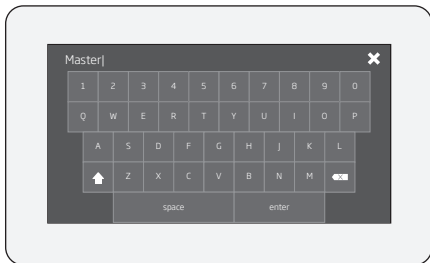 Master|
1 2 3 4 5 6 7 8 9 0
Q W E R T Y U I O P
A S D F G H J K L
Z X C V B N M X
space enter